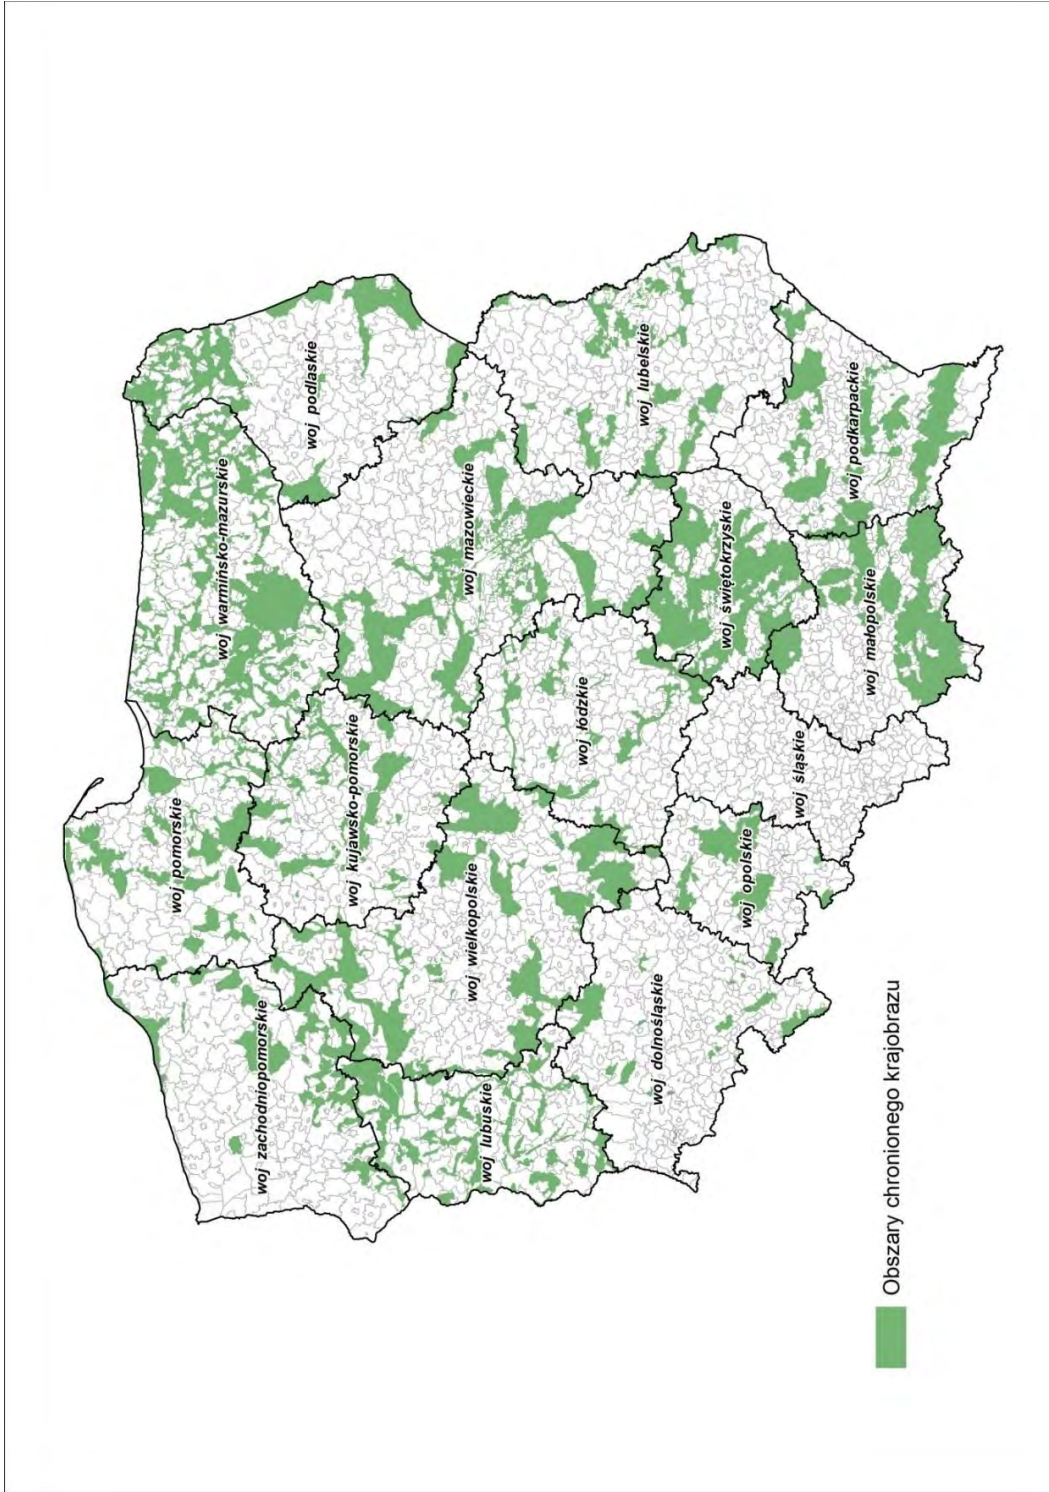 woj pomorskie
woj warmińsko-mazurskie
woj podlaskie
woj zachodniopomorskie
woj kujawsko-pomorskie
woj mazowieckie
woj wielkopolskie
woj lubuskie
woj łódzkie
woj lubelskie
woj dolnośląskie
woj opolskie
woj śląskie
woj świętokrzyskie
woj małopolskie
woj podkarpackie
Obszary chronionego krajobrazu